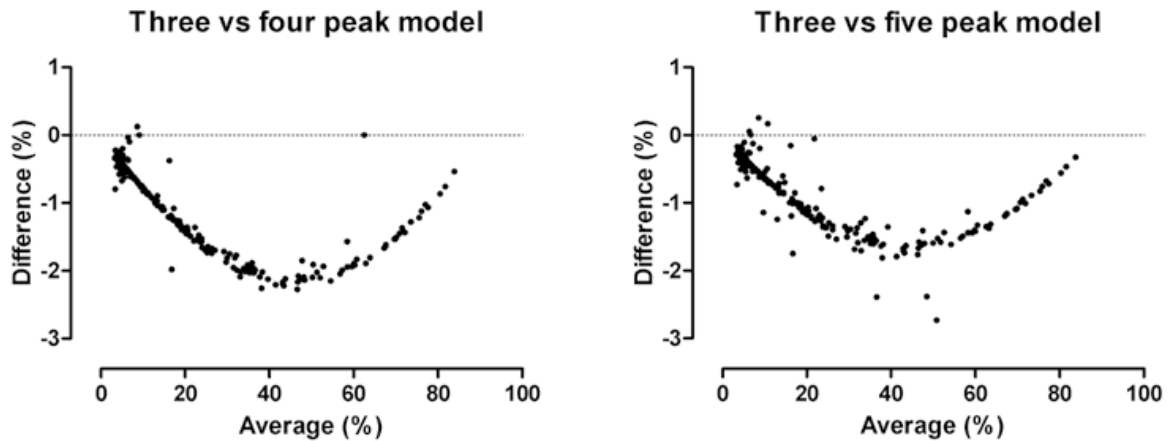 Three vs four peak model
1
0
-1
-2
-3
Difference (%)
0 20 40 60 80 100
Average (%)
Three vs five peak model
1
0
-1
-2
-3
Difference (%)
0 20 40 60 80 100
Average (%)